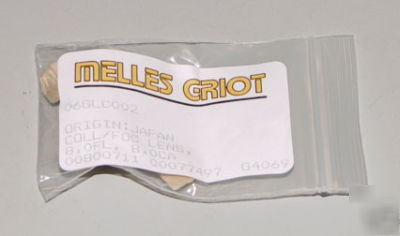 MELLES GRIOT
06GLC002
ORIGIN:JAPAN
COLL/FOC LENS,
8.0FL, 8.0CA
00800711 00077497 G4069